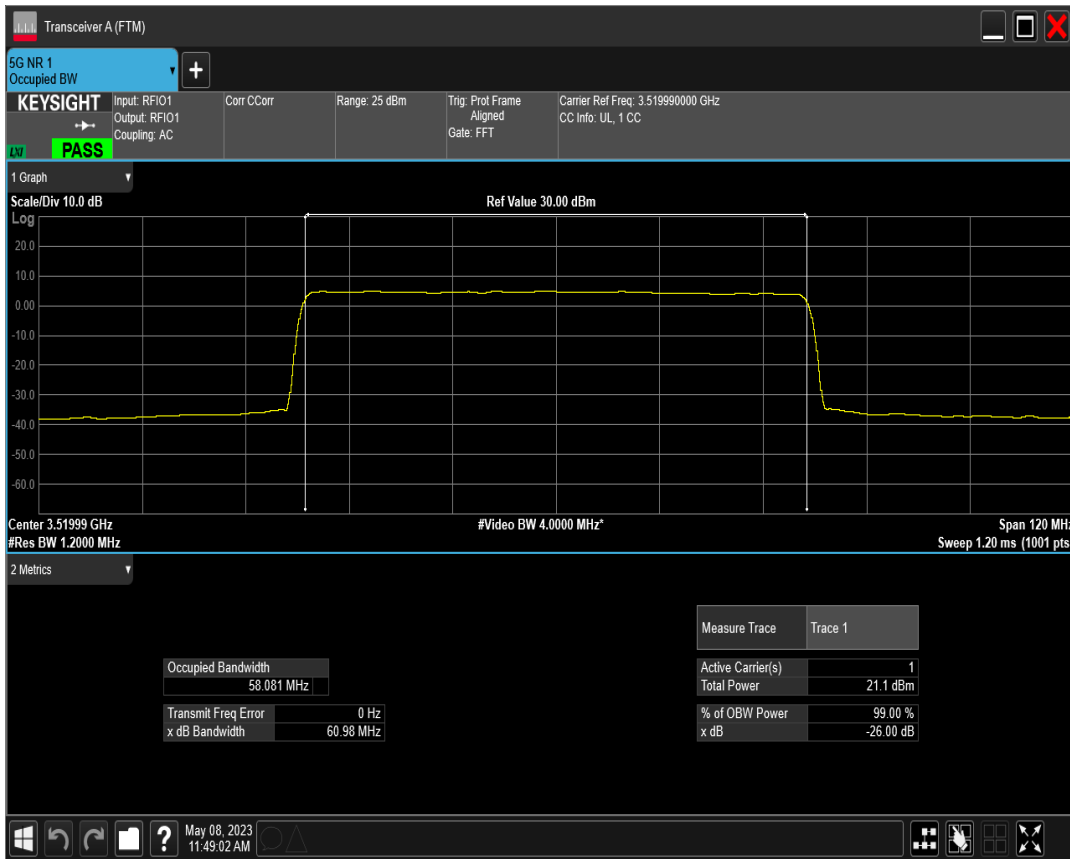 Transceiver A (FTM)
5G NR 1
Occupied BW
KEYSIGHT
LXI
PASS
Input: RFIO1
Output: RFIO1
Coupling: AC
Corr CCorr
Range: 25 dBm
Trig: Prot Frame
Aligned
Gate: FFT
Carrier Ref Freq: 3.519990000 GHz
CC Info: UL, 1 CC
1 Graph
Scale/Div 10.0 dB
Ref Value 30.00 dBm
Log
20.0
10.0
0.00
-10.0
-20.0
-30.0
-40.0
-50.0
-60.0
Center 3.51999 GHz
#Video BW 4.0000 MHz*
Span 120 MHz
#Res BW 1.2000 MHz
Sweep 1.20 ms (1001 pts
2 Metrics
Measure Trace Trace 1
Occupied Bandwidth
58.081 MHz
Active Carrier(s) 1
Total Power 21.1 dBm
Transmit Freq Error 0 Hz
x dB Bandwidth 60.98 MHz
% of OBW Power 99.00 %
x dB -26.00 dB
?
May 08, 2023
11:49:02 AM